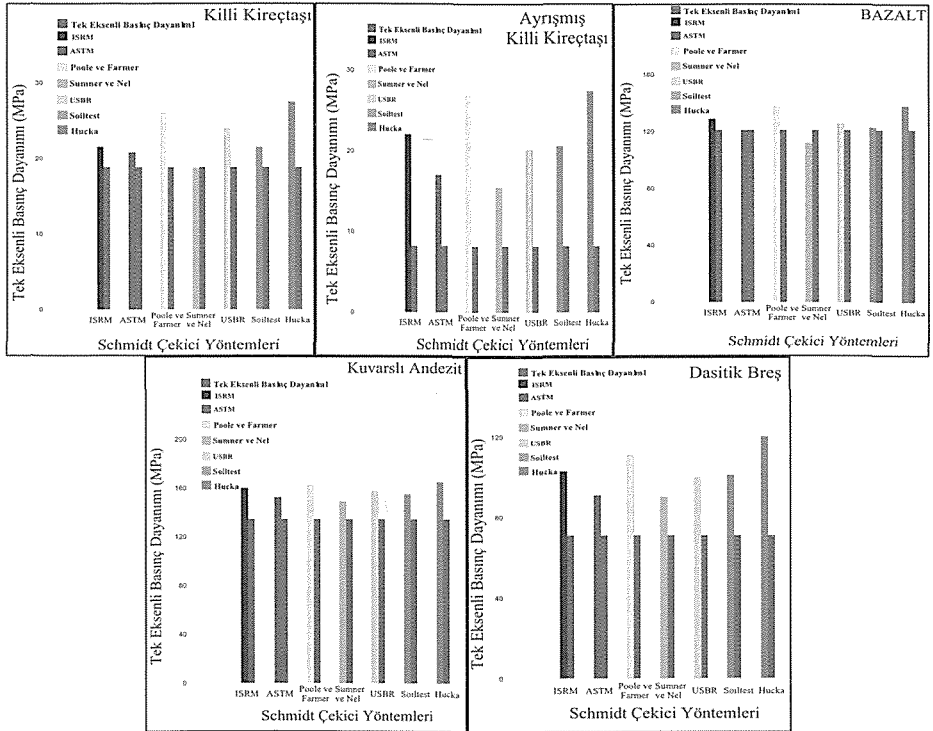 Killi Kireçtaşı
Tek Eksenli Basınç Dayanımı
ISRM
ASTM
Poole ve Farmer
Sumner ve Nel
USBR
Soiltest
Hucka
Tek Eksenli Basınç Dayanımı (MPa)
30
20
10
0
ISRM ASTM Poole ve Farmer Sumner ve Nel USBR Soiltest Hucka
Schmidt Çekici Yöntemleri
Ayrışmış
Killi Kireçtaşı
Tek Eksenli Basınç Dayanımı
ISRM
ASTM
Poole ve Farmer
Sumner ve Nel
USBR
Soiltest
Hucka
Tek Eksenli Basınç Dayanımı (MPa)
30
20
10
0
ISRM ASTM Poole ve Farmer Sumner ve Nel USBR Soiltest Hucka
Schmidt Çekici Yöntemleri
BAZALT
Tek Eksenli Basınç Dayanımı
ISRM
ASTM
Poole ve Farmer
Sumner ve Nel
USBR
Soiltest
Hucka
Tek Eksenli Basınç Dayanımı (MPa)
160
120
80
40
0
ISRM ASTM Poole ve Farmer Sumner ve Nel USBR Soiltest Hucka
Schmidt Çekici Yöntemleri
Kuvarslı Andezit
Tek Eksenli Basınç Dayanımı
ISRM
ASTM
Poole ve Farmer
Sumner ve Nel
USBR
Soiltest
Hucka
Tek Eksenli Basınç Dayanımı (MPa)
200
160
120
80
40
0
ISRM ASTM Poole ve Farmer Sumner ve Nel USBR Soiltest Hucka
Schmidt Çekici Yöntemleri
Dasitik Breş
Tek Eksenli Basınç Dayanımı
ISRM
ASTM
Poole ve Farmer
Sumner ve Nel
USBR
Soiltest
Hucka
Tek Eksenli Basınç Dayanımı (MPa)
120
80
40
0
ISRM ASTM Poole ve Farmer Sumner ve Nel USBR Soiltest Hucka
Schmidt Çekici Yöntemleri